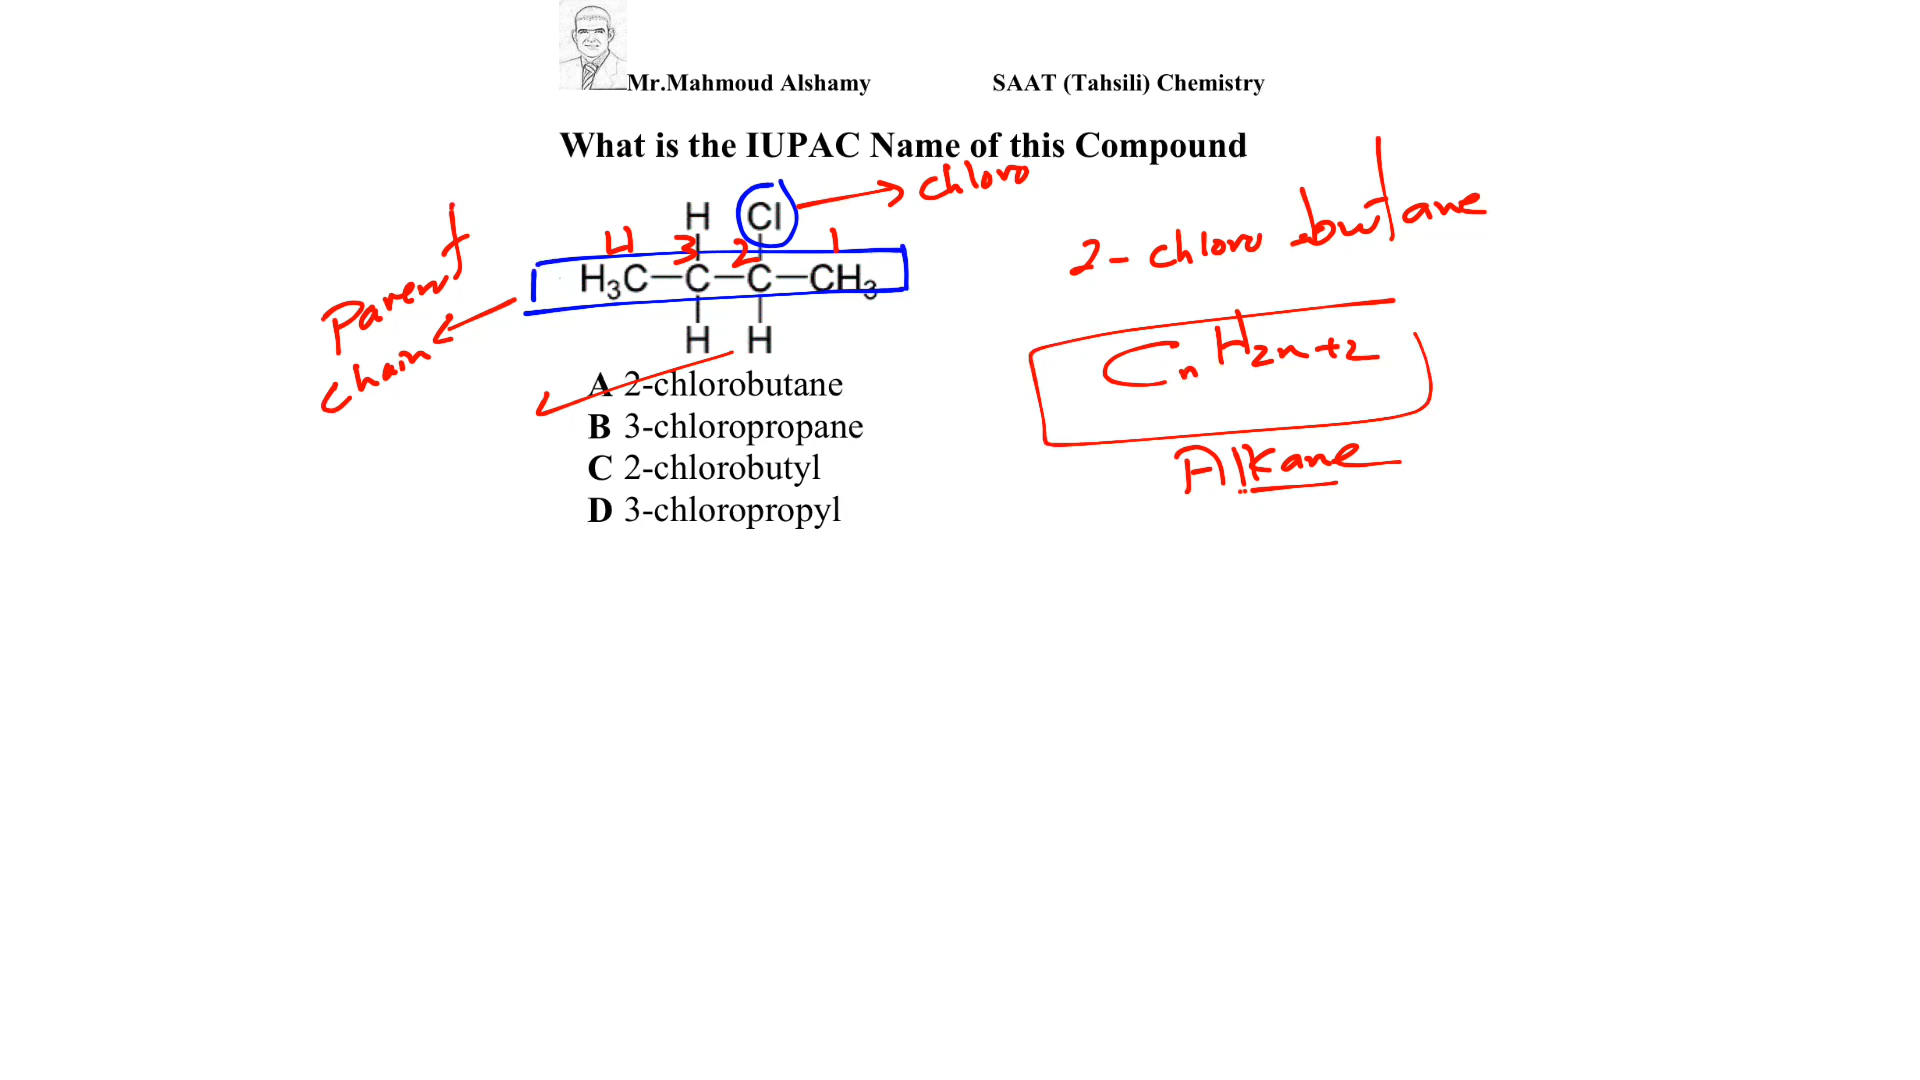 Mr.Mahmoud Alshamy SAAT (Tahsili) Chemistry
What is the IUPAC Name of this Compound
chloro
H Cl
4 3 2 1
H₃C—C—C—CH₃
H H
Parent
chain
2-chloro butane
CnH2n+2
Alkane
A 2-chlorobutane
B 3-chloropropane
C 2-chlorobutyl
D 3-chloropropyl